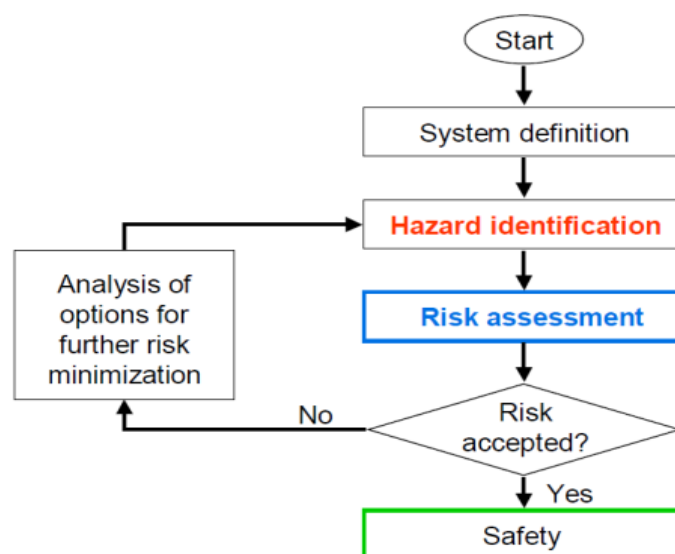 Start
System definition
Hazard identification
Analysis of
options for
further risk
minimization
Risk assessment
No
Risk
accepted?
Yes
Safety